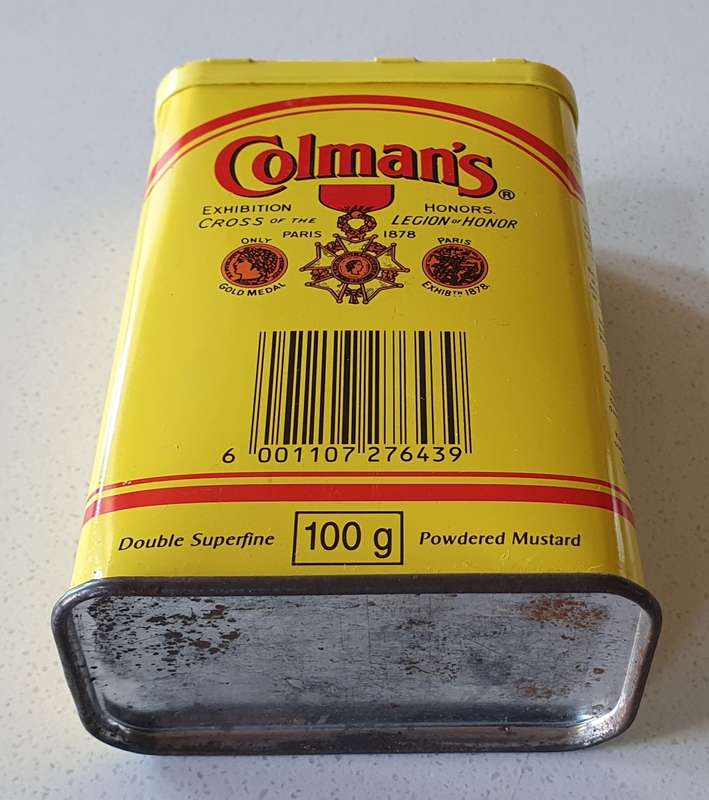 Colman's ®
EXHIBITION HONORS.
CROSS OF THE LEGION OF HONOR
PARIS 1878
ONLY
GOLD MEDAL
PARIS
EXHIBTN 1878.
6 001107 276439
Double Superfine 100 g Powdered Mustard